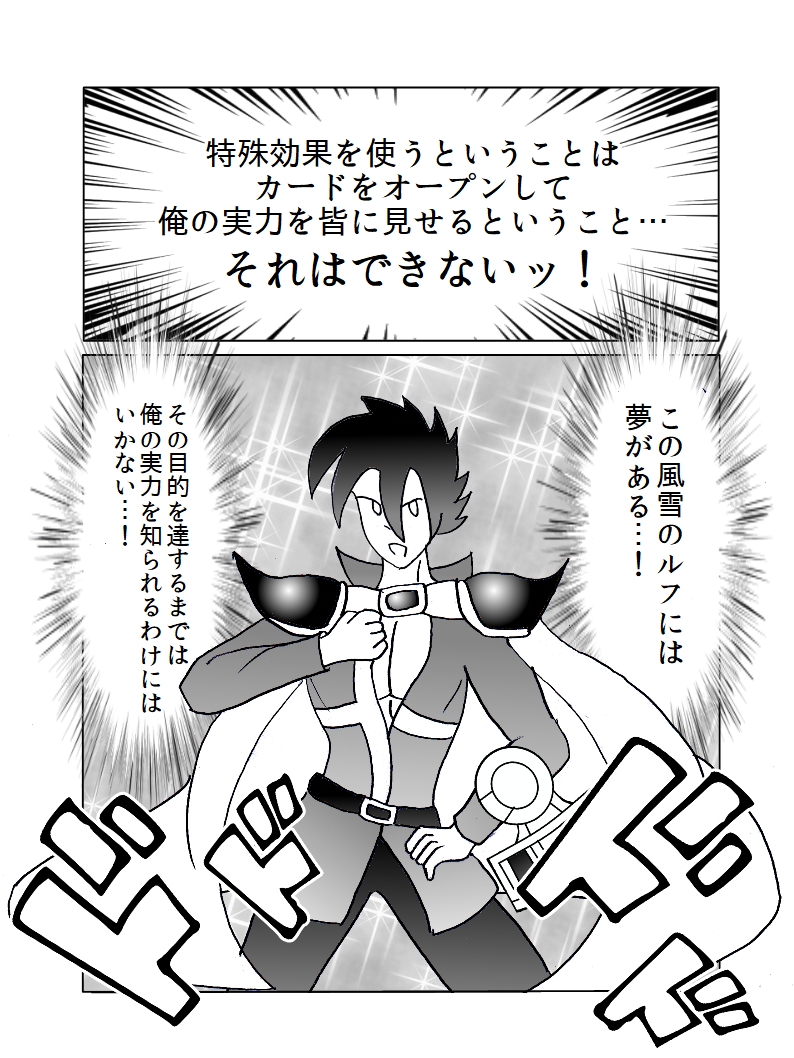 特殊効果を使うということは
カードをオープンして
俺の実力を皆に見せるということ…
それはできないッ！
この風雪のルフには
夢がある…！
その目的を達するまでは
俺の実力を知られるわけには
いかない…！
ドド
ドド
ドド